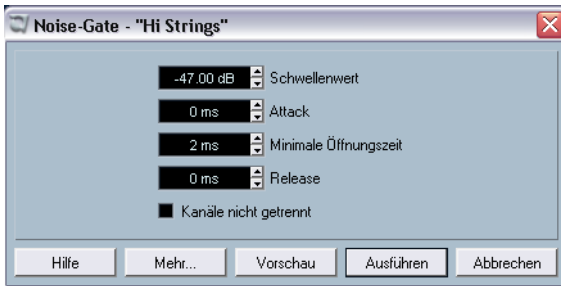 Noise-Gate - "Hi Strings"
-47.00 dB Schwellenwert
0 ms Attack
2 ms Minimale Öffnungszeit
0 ms Release
Kanäle nicht getrennt
Hilfe Mehr... Vorschau Ausführen Abbrechen